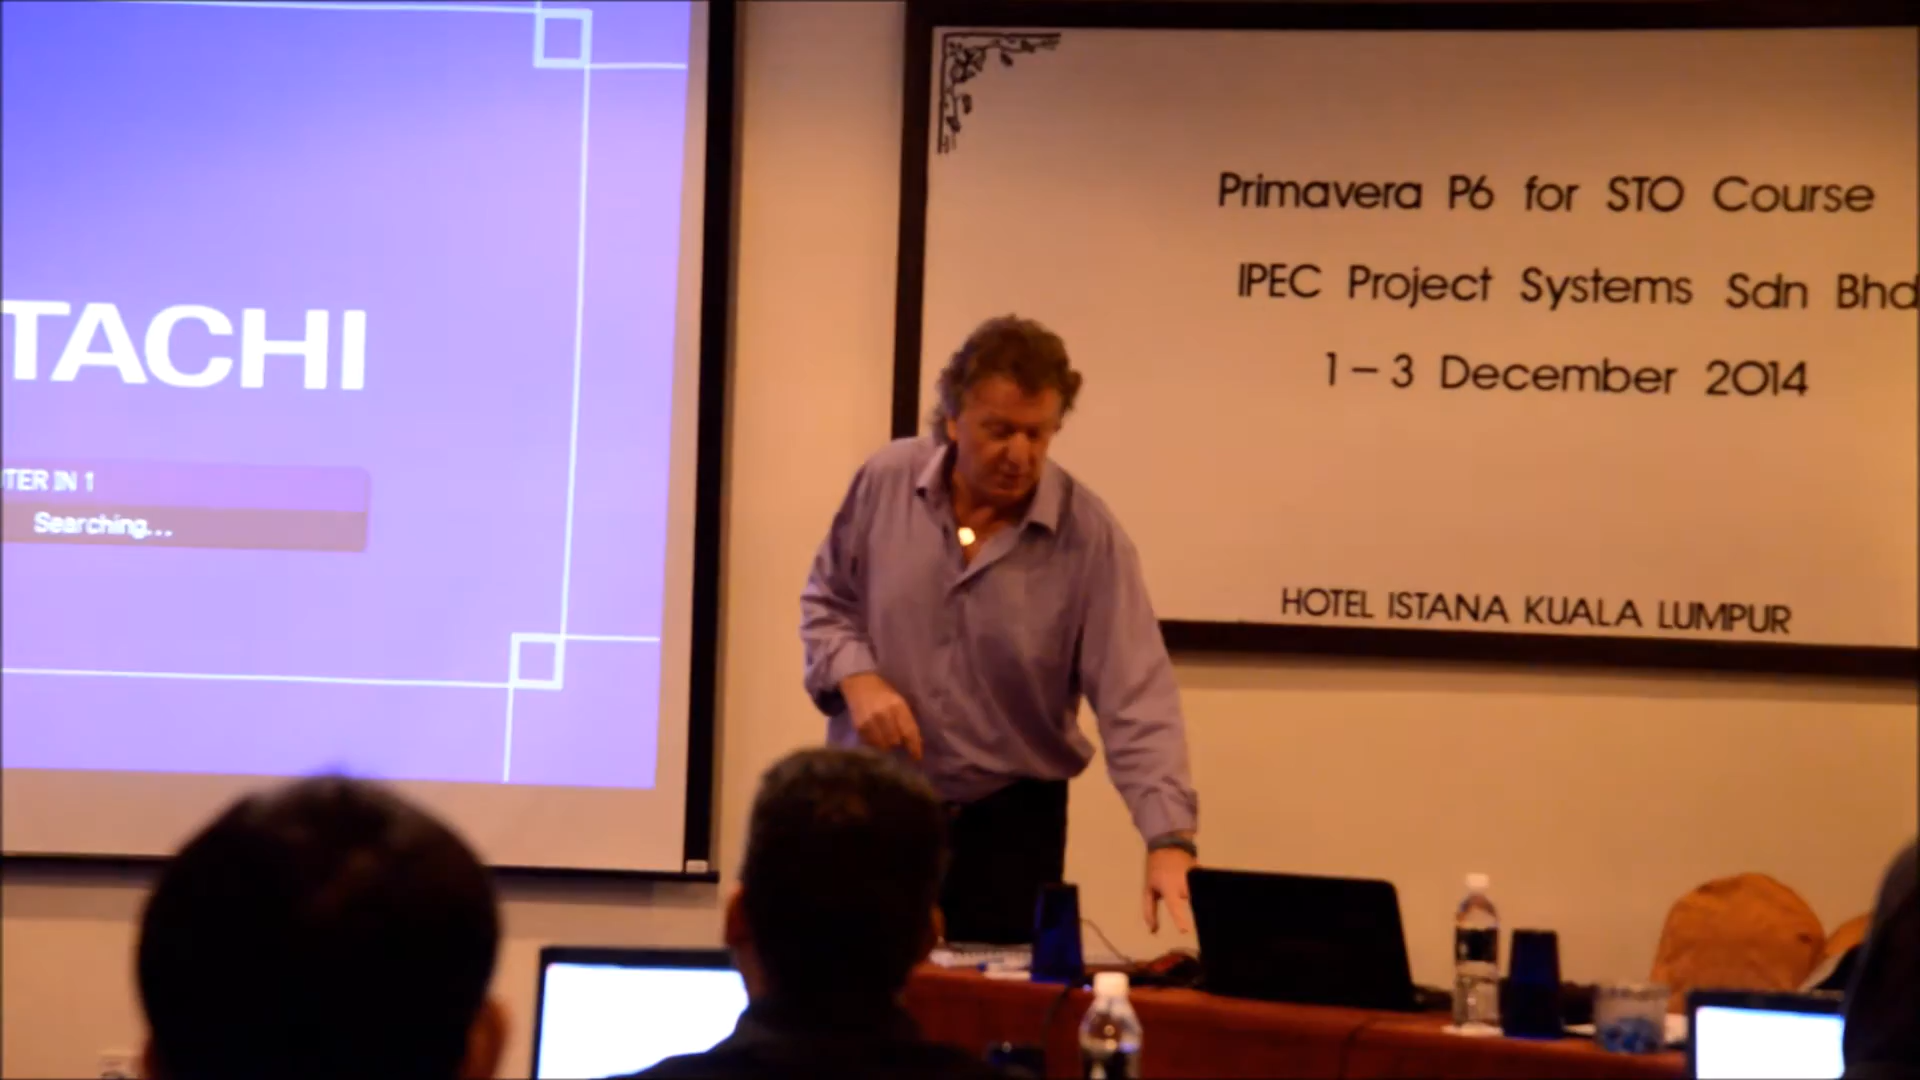 TACHI
TER IN 1
Searching...
Primavera P6 for STO Course
IPEC Project Systems Sdn Bhd
1-3 December 2014
HOTEL ISTANA KUALA LUMPUR